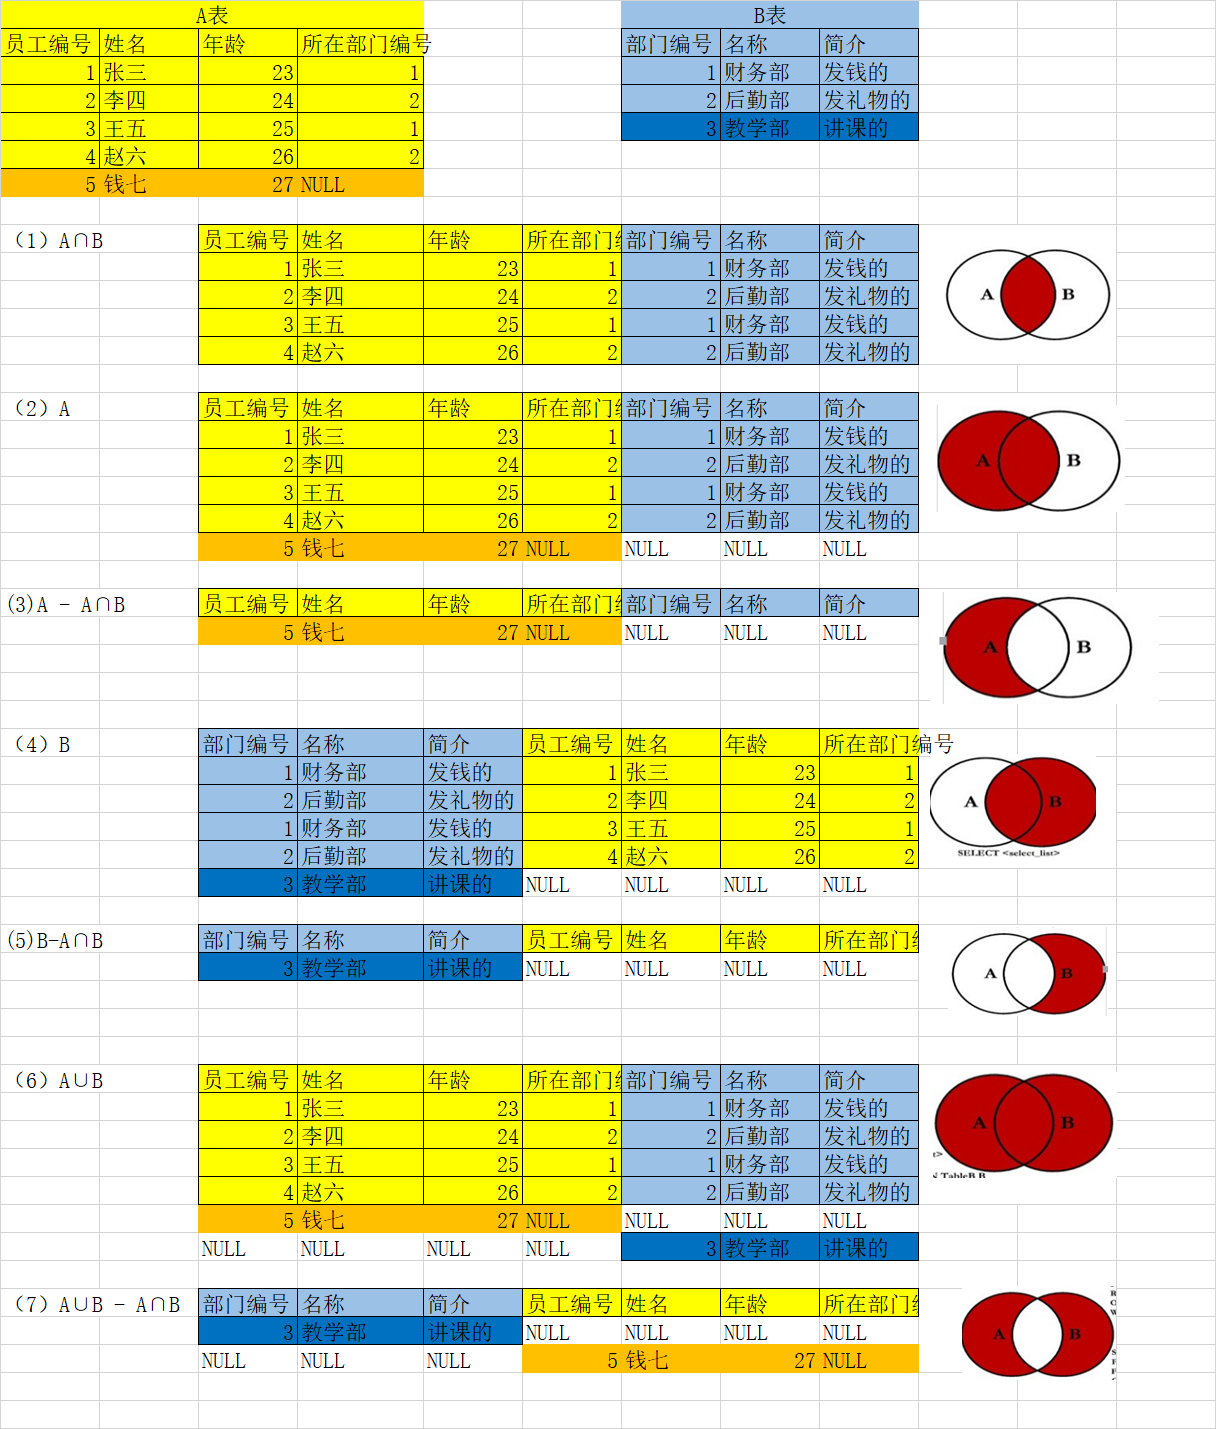 A表 B表
员工编号 姓名 年龄 所在部门编号 部门编号 名称 简介
1 张三 23 1 1 财务部 发钱的
2 李四 24 2 2 后勤部 发礼物的
3 王五 25 1 3 教学部 讲课的
4 赵六 26 2
5 钱七 27 NULL
（1）A∩B 员工编号 姓名 年龄 所在部门编 部门编号 名称 简介
1 张三 23 1 1 财务部 发钱的
2 李四 24 2 2 后勤部 发礼物的 A B
3 王五 25 1 1 财务部 发钱的
4 赵六 26 2 2 后勤部 发礼物的
（2）A 员工编号 姓名 年龄 所在部门编 部门编号 名称 简介
1 张三 23 1 1 财务部 发钱的
2 李四 24 2 2 后勤部 发礼物的 A B
3 王五 25 1 1 财务部 发钱的
4 赵六 26 2 2 后勤部 发礼物的
5 钱七 27 NULL NULL NULL NULL
(3)A - A∩B 员工编号 姓名 年龄 所在部门编 部门编号 名称 简介
5 钱七 27 NULL NULL NULL NULL A B
（4）B 部门编号 名称 简介 员工编号 姓名 年龄 所在部门编号
1 财务部 发钱的 1 张三 23 1
2 后勤部 发礼物的 2 李四 24 2 A B
1 财务部 发钱的 3 王五 25 1
2 后勤部 发礼物的 4 赵六 26 2 SELECT <select_list>
3 教学部 讲课的 NULL NULL NULL NULL
(5)B-A∩B 部门编号 名称 简介 员工编号 姓名 年龄 所在部门编
3 教学部 讲课的 NULL NULL NULL NULL A B
（6）A∪B 员工编号 姓名 年龄 所在部门编 部门编号 名称 简介
1 张三 23 1 1 财务部 发钱的
2 李四 24 2 2 后勤部 发礼物的 A B
3 王五 25 1 1 财务部 发钱的 t>
4 赵六 26 2 2 后勤部 发礼物的 TableB B
5 钱七 27 NULL NULL NULL NULL
NULL NULL NULL NULL 3 教学部 讲课的
（7）A∪B - A∩B 部门编号 名称 简介 员工编号 姓名 年龄 所在部门编
3 教学部 讲课的 NULL NULL NULL NULL A B
NULL NULL NULL 5 钱七 27 NULL